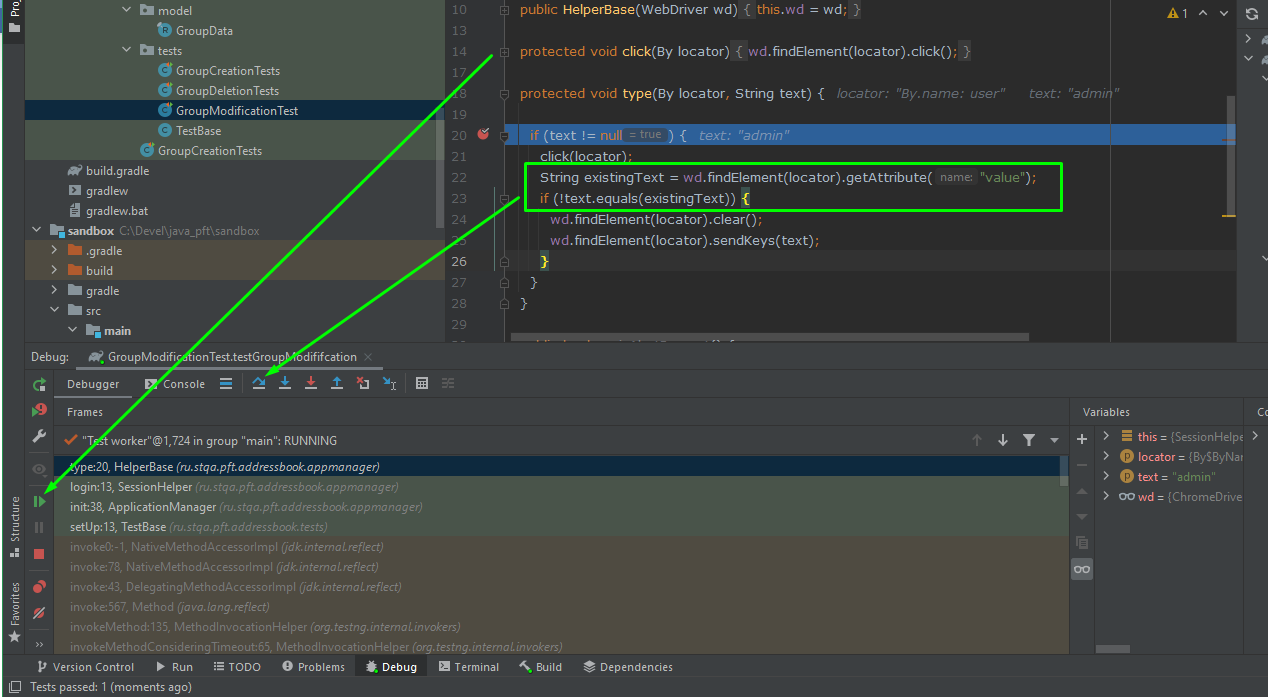 Pro
model
GroupData
tests
GroupCreationTests
GroupDeletionTests
GroupModificationTest
TestBase
GroupCreationTests
build.gradle
gradlew
gradlew.bat
sandbox C:\Devel\java_pft\sandbox
.gradle
build
gradle
src
main
10 public HelperBase(WebDriver wd) { this.wd = wd; }
13
14 protected void click(By locator) { wd.findElement(locator).click(); }
17
18 protected void type(By locator, String text) { locator: "By.name: user" text: "admin"
19
20 if (text != null = true ) { text: "admin"
21 click(locator);
22 String existingText = wd.findElement(locator).getAttribute( name: "value");
23 if (!text.equals(existingText)) {
24 wd.findElement(locator).clear();
25 wd.findElement(locator).sendKeys(text);
26 }
27 }
28 }
29
1
Debug: GroupModificationTest.testGroupModififcation
Debugger Console
Frames
"Test worker"@1,724 in group "main": RUNNING
type:20, HelperBase (ru.stqa.pft.addressbook.appmanager)
login:13, SessionHelper (ru.stqa.pft.addressbook.appmanager)
init:38, ApplicationManager (ru.stqa.pft.addressbook.appmanager)
setUp:13, TestBase (ru.stqa.pft.addressbook.tests)
invoke0:-1, NativeMethodAccessorImpl (jdk.internal.reflect)
invoke:78, NativeMethodAccessorImpl (jdk.internal.reflect)
invoke:43, DelegatingMethodAccessorImpl (jdk.internal.reflect)
invoke:567, Method (java.lang.reflect)
invokeMethod:135, MethodInvocationHelper (org.testng.internal.invokers)
invokeMethodConsideringTimeout:65, MethodInvocationHelper (org.testng.internal.invokers)
Variables
Co
this = {SessionHelpe
locator = {By$ByNar
text = "admin"
wd = {ChromeDrive
Structure
Favorites
Version Control Run TODO Problems Debug Terminal Build Dependencies
Tests passed: 1 (moments ago)